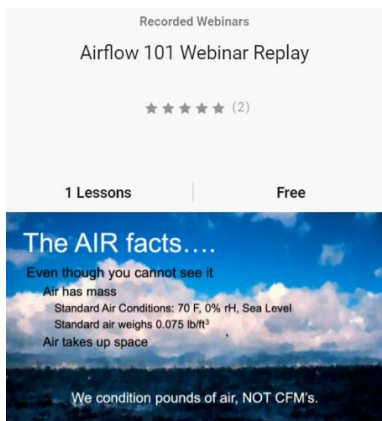 Recorded Webinars
Airflow 101 Webinar Replay
(2)
1 Lessons
Free
The AIR facts....
Even though you cannot see it
Air has mass
Standard Air Conditions: 70 F, 0% rH, Sea Level
Standard air weighs 0.075 lb/ft³
Air takes up space
We condition pounds of air, NOT CFM's.